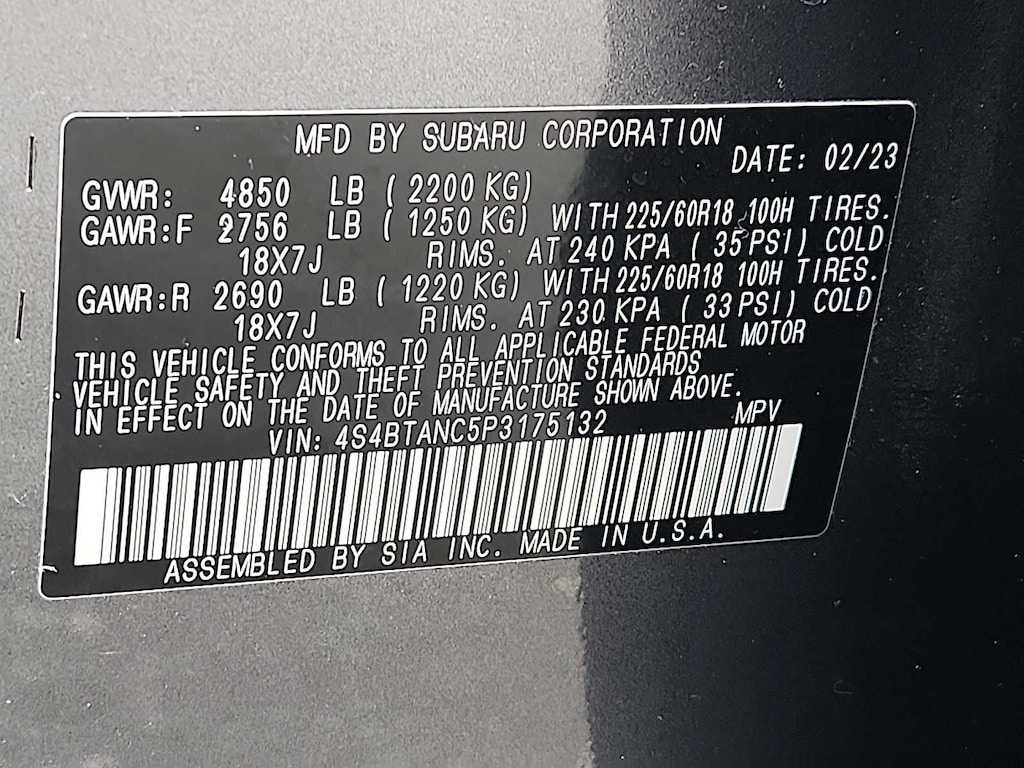 MFD BY SUBARU CORPORATION
DATE: 02/23
GVWR: 4850 LB ( 2200 KG)
GAWR:F 2756 LB ( 1250 KG) WITH 225/60R18 100H TIRES.
18X7J RIMS. AT 240 KPA ( 35 PSI) COLD
GAWR:R 2690 LB ( 1220 KG) WITH 225/60R18 100H TIRES.
18X7J RIMS. AT 230 KPA ( 33 PSI) COLD
THIS VEHICLE CONFORMS TO ALL APPLICABLE FEDERAL MOTOR
VEHICLE SAFETY AND THEFT PREVENTION STANDARDS
IN EFFECT ON THE DATE OF MANUFACTURE SHOWN ABOVE.
VIN: 4S4BTANC5P3175132 MPV
ASSEMBLED BY SIA INC. MADE IN U.S.A.